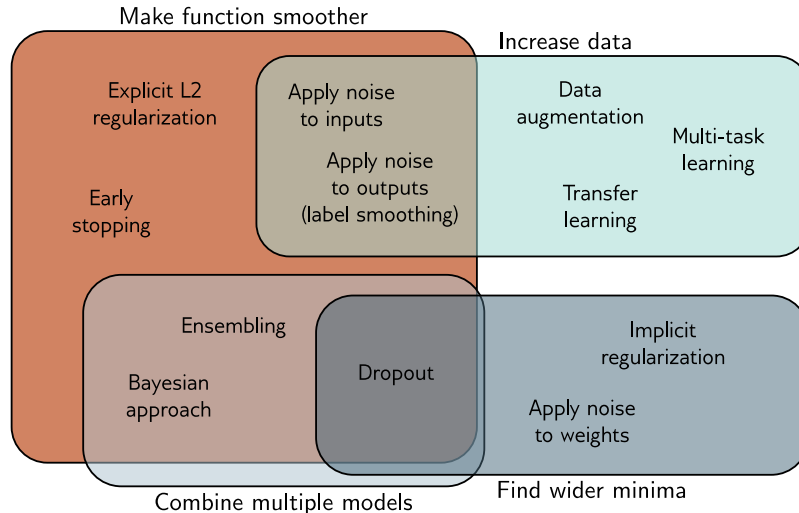 Make function smoother
Increase data
Explicit L2
regularization
Apply noise
to inputs
Data
augmentation
Multi-task
learning
Apply noise
to outputs
(label smoothing)
Early
stopping
Transfer
learning
Ensembling
Implicit
regularization
Bayesian
approach
Dropout
Apply noise
to weights
Combine multiple models
Find wider minima